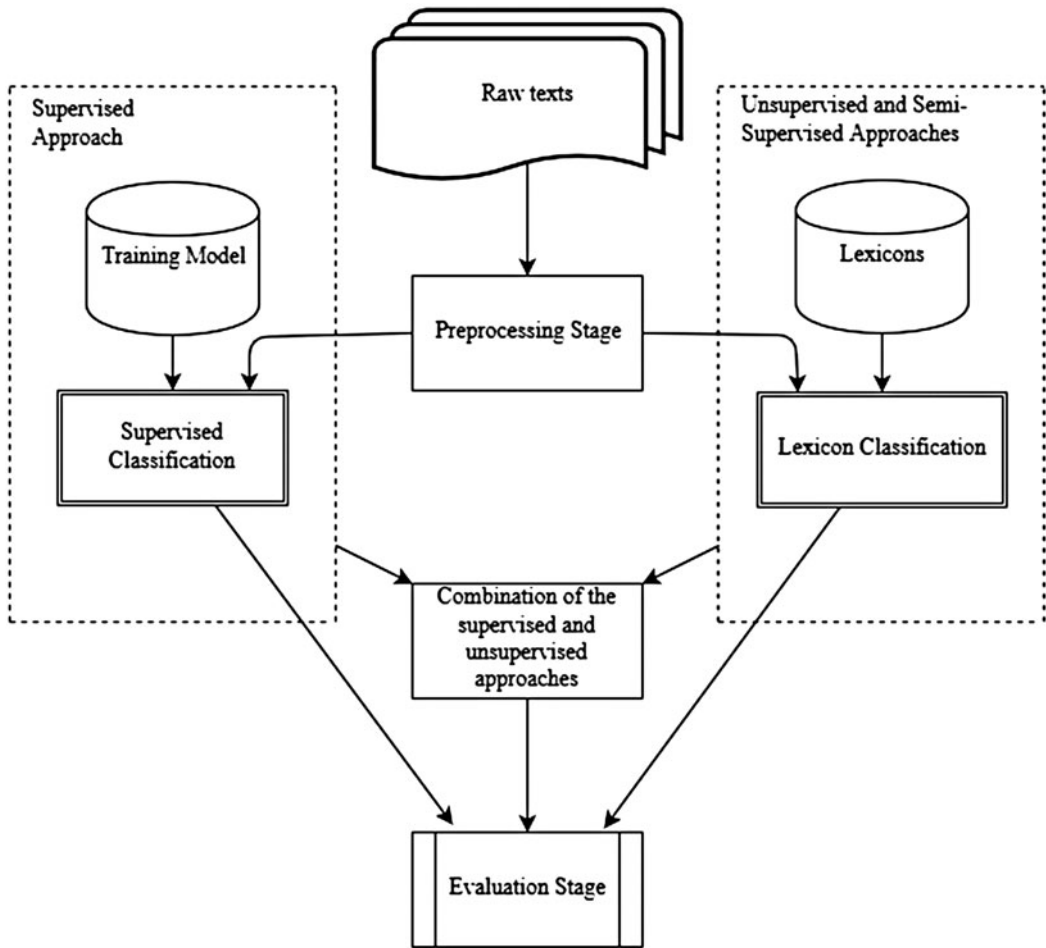 Raw texts
Supervised
Approach
Unsupervised and Semi-
Supervised Approaches
Training Model
Lexicons
Preprocessing Stage
Supervised
Classification
Lexicon Classification
Combination of the
supervised and
unsupervised
approaches
Evaluation Stage